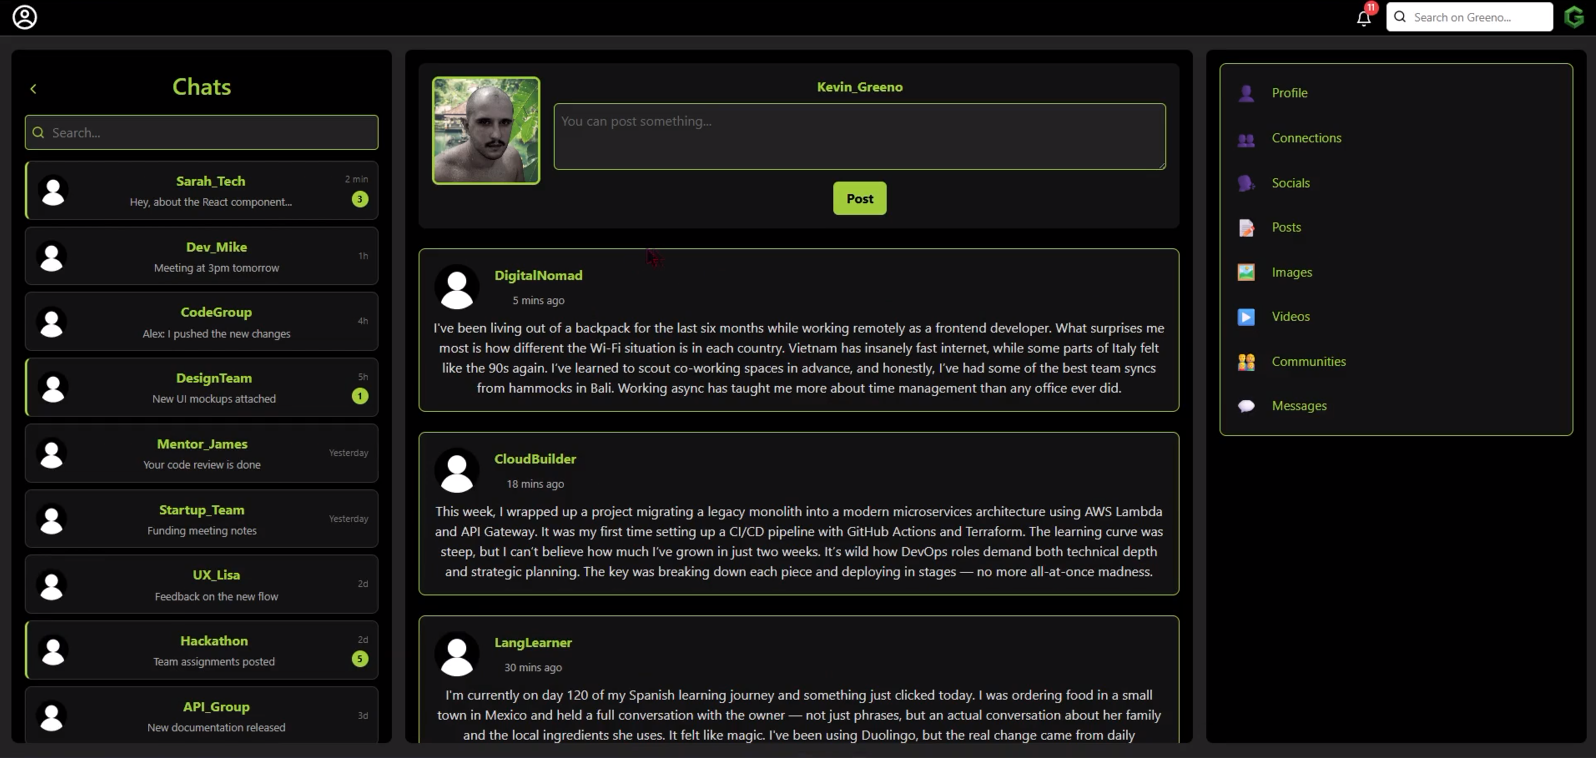 11
Search on Greeno...
Chats
Search...
Sarah_Tech
2 min
Hey, about the React component...
3
Dev_Mike
1h
Meeting at 3pm tomorrow
CodeGroup
4h
Alex: I pushed the new changes
DesignTeam
5h
New UI mockups attached
1
Mentor_James
Yesterday
Your code review is done
Startup_Team
Yesterday
Funding meeting notes
UX_Lisa
2d
Feedback on the new flow
Hackathon
2d
Team assignments posted
5
API_Group
3d
New documentation released
Kevin_Greeno
You can post something...
Post
DigitalNomad
5 mins ago
I've been living out of a backpack for the last six months while working remotely as a frontend developer. What surprises me
most is how different the Wi-Fi situation is in each country. Vietnam has insanely fast internet, while some parts of Italy felt
like the 90s again. I've learned to scout co-working spaces in advance, and honestly, I've had some of the best team syncs
from hammocks in Bali. Working async has taught me more about time management than any office ever did.
CloudBuilder
18 mins ago
This week, I wrapped up a project migrating a legacy monolith into a modern microservices architecture using AWS Lambda
and API Gateway. It was my first time setting up a CI/CD pipeline with GitHub Actions and Terraform. The learning curve was
steep, but I can't believe how much I've grown in just two weeks. It's wild how DevOps roles demand both technical depth
and strategic planning. The key was breaking down each piece and deploying in stages — no more all-at-once madness.
LangLearner
30 mins ago
I'm currently on day 120 of my Spanish learning journey and something just clicked today. I was ordering food in a small
town in Mexico and held a full conversation with the owner — not just phrases, but an actual conversation about her family
and the local ingredients she uses. It felt like magic. I've been using Duolingo, but the real change came from daily
Profile
Connections
Socials
Posts
Images
Videos
Communities
Messages